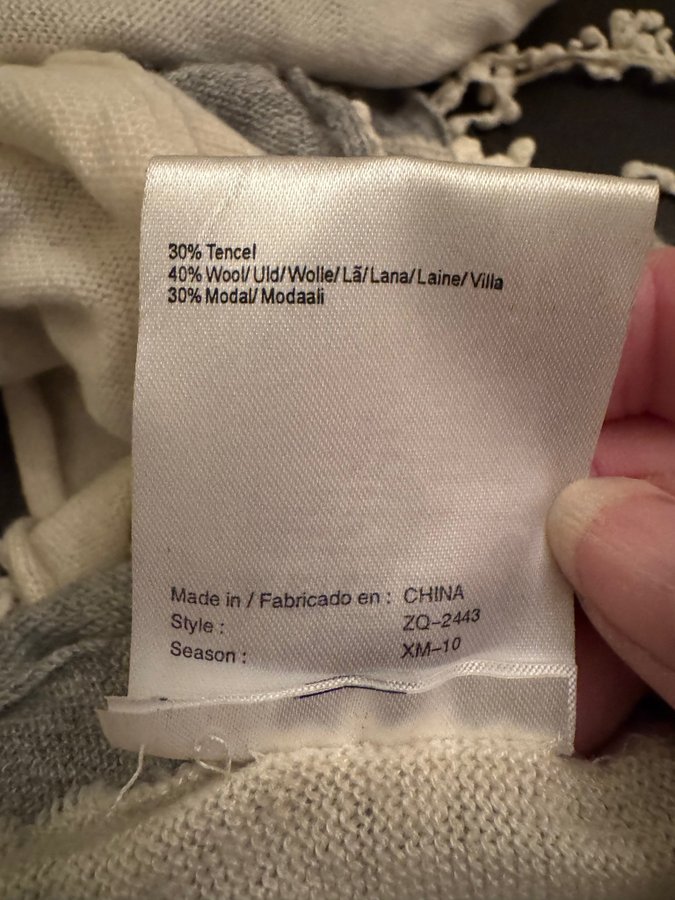 30% Tencel
40% Wool/Uld/Wolle/Lã/Lana/Laine/Villa
30% Modal/Modaali
Made in / Fabricado en : CHINA
Style : ZQ-2443
Season : XM-10